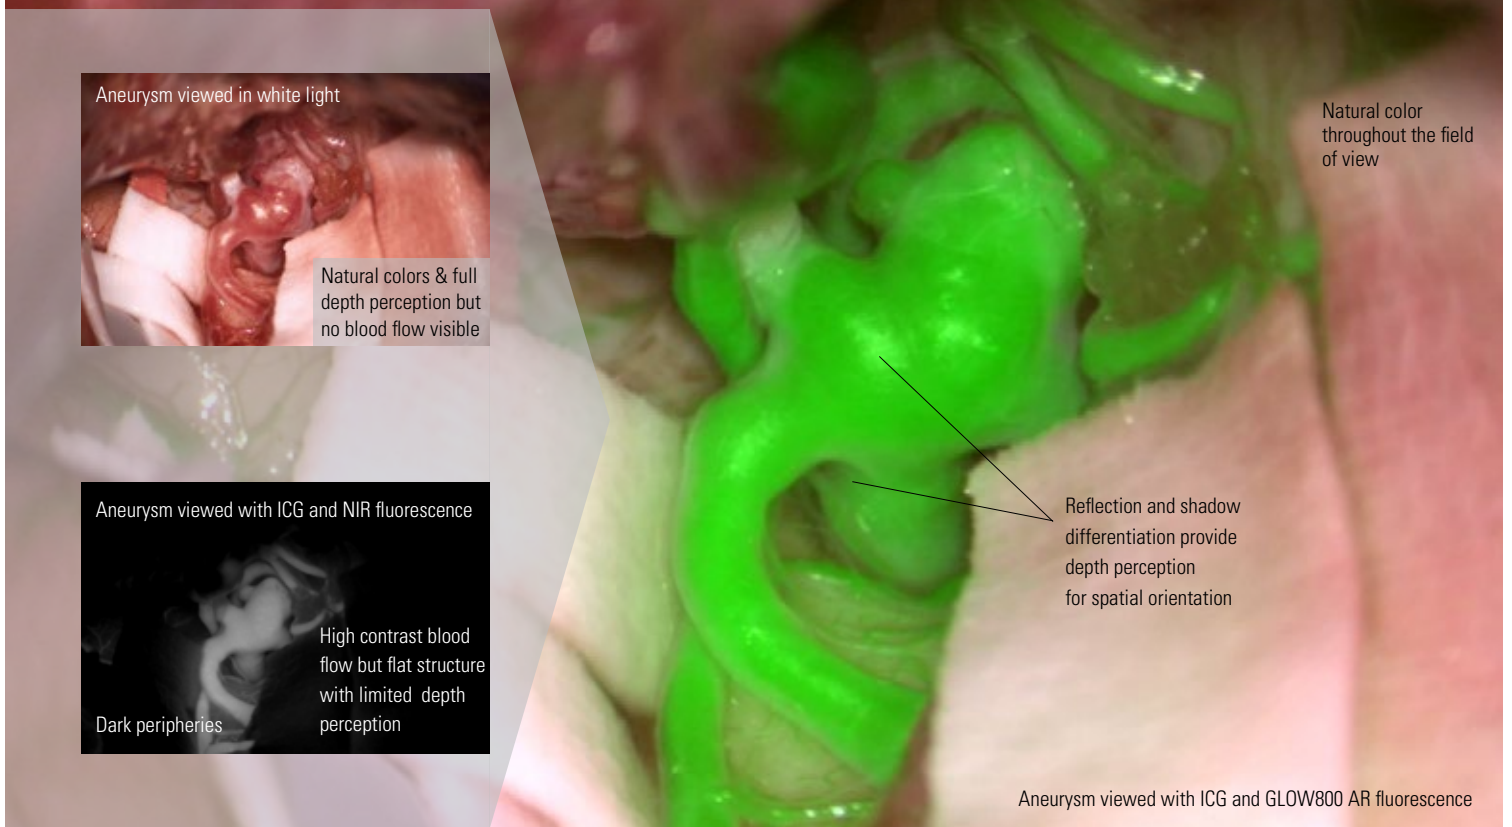 Aneurysm viewed in white light
Natural colors & full
depth perception but
no blood flow visible
Aneurysm viewed with ICG and NIR fluorescence
High contrast blood
flow but flat structure
with limited depth
perception
Dark peripheries
Natural color
throughout the field
of view
Reflection and shadow
differentiation provide
depth perception
for spatial orientation
Aneurysm viewed with ICG and GLOW800 AR fluorescence